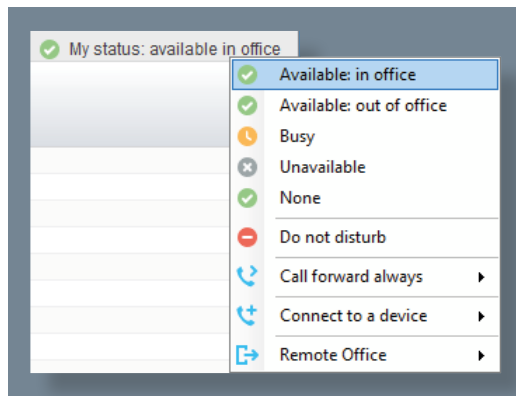 My status: available in office
Available: in office
Available: out of office
Busy
Unavailable
None
Do not disturb
Call forward always
Connect to a device
Remote Office